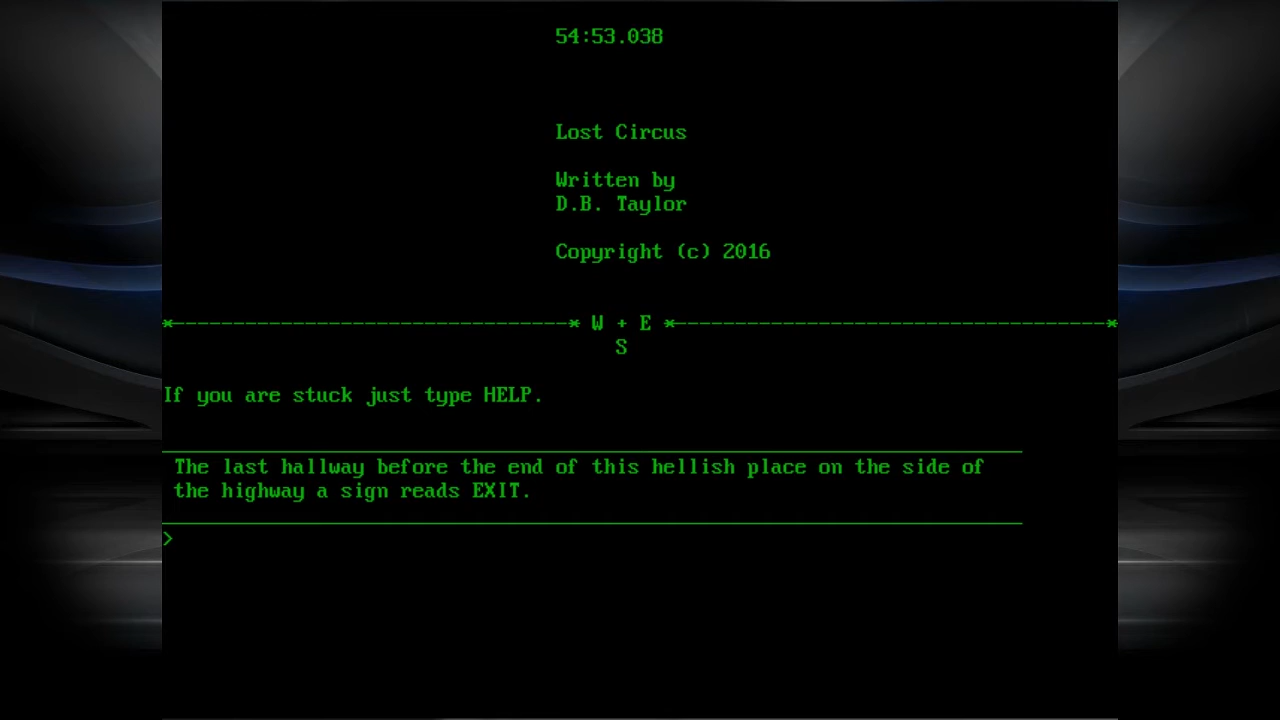 54:53.038
Lost Circus
Written by
D.B. Taylor
Copyright (c) 2016
*----------------------------------* W + E *-------------------------------------*
S
If you are stuck just type HELP.
The last hallway before the end of this hellish place on the side of
the highway a sign reads EXIT.
>